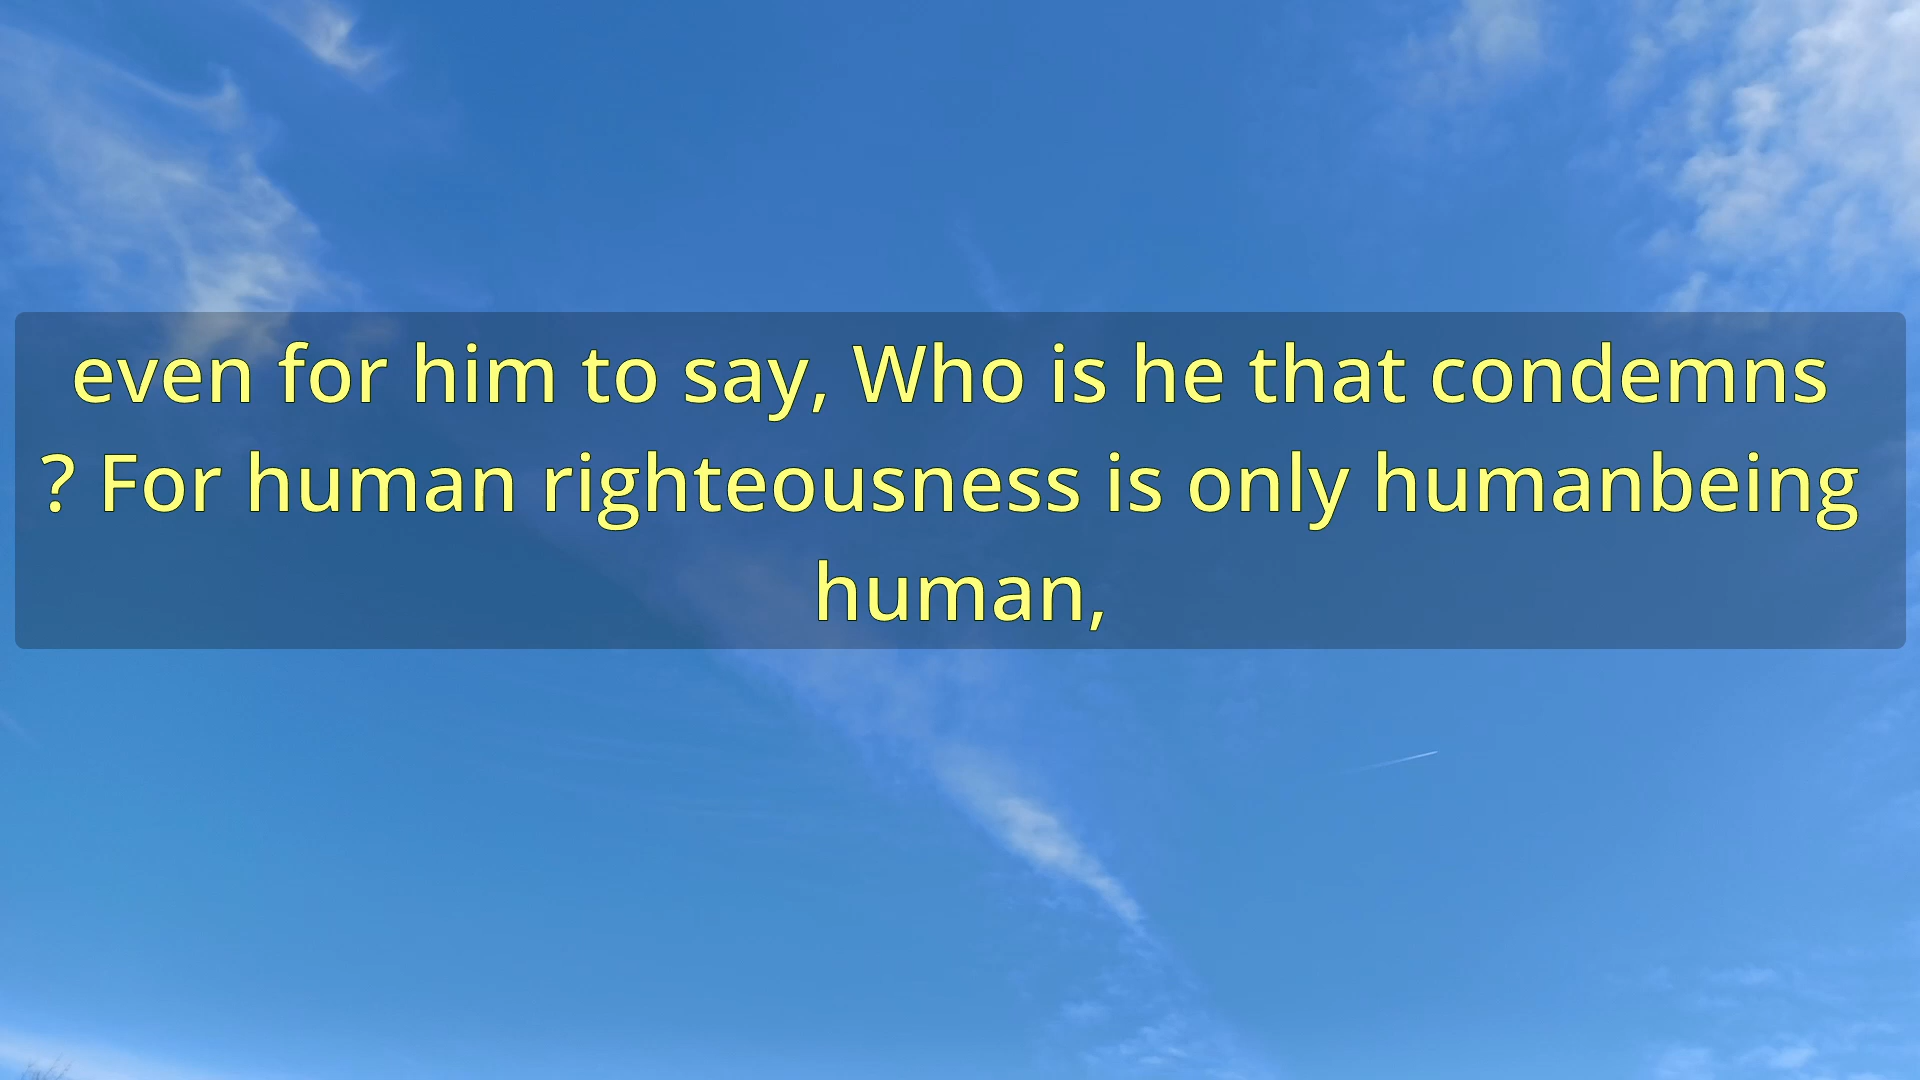 even for him to say, Who is he that condemns
? For human righteousness is only humanbeing
human,